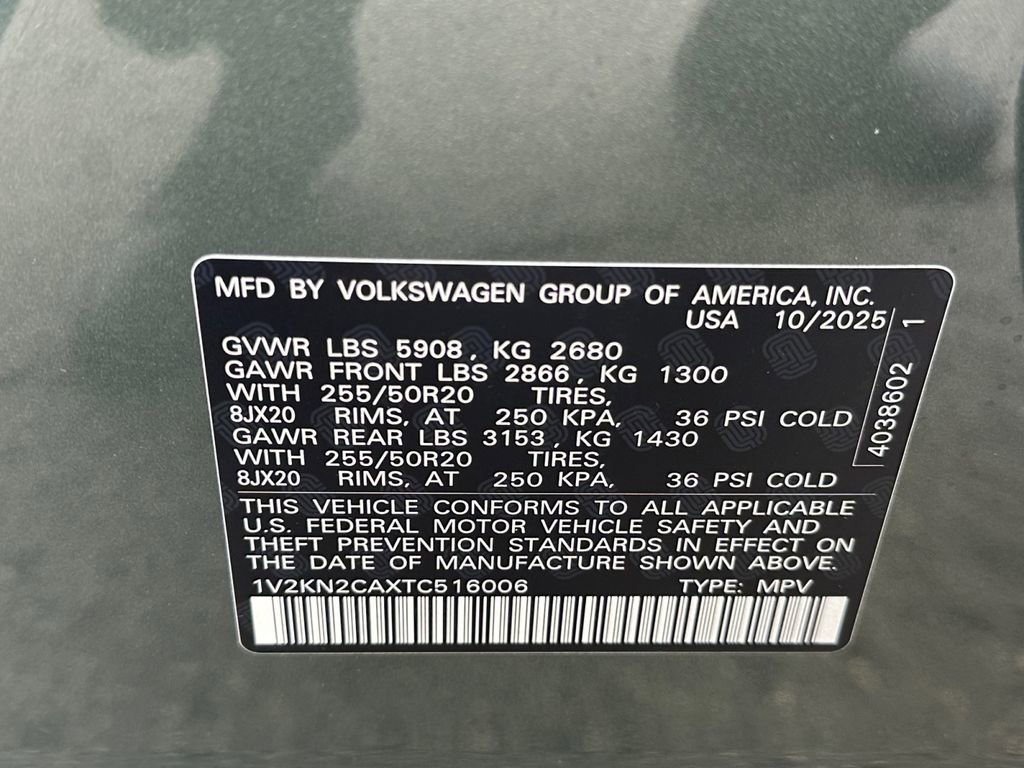 MFD BY VOLKSWAGEN GROUP OF AMERICA, INC.
USA 10/2025
GVWR LBS 5908, KG 2680
GAWR FRONT LBS 2866, KG 1300
WITH 255/50R20 TIRES,
8JX20 RIMS, AT 250 KPA, 36 PSI COLD
GAWR REAR LBS 3153, KG 1430
WITH 255/50R20 TIRES,
8JX20 RIMS, AT 250 KPA, 36 PSI COLD
THIS VEHICLE CONFORMS TO ALL APPLICABLE
U.S. FEDERAL MOTOR VEHICLE SAFETY AND
THEFT PREVENTION STANDARDS IN EFFECT ON
THE DATE OF MANUFACTURE SHOWN ABOVE.
1V2KN2CAXTC516006 TYPE: MPV
4038602 1